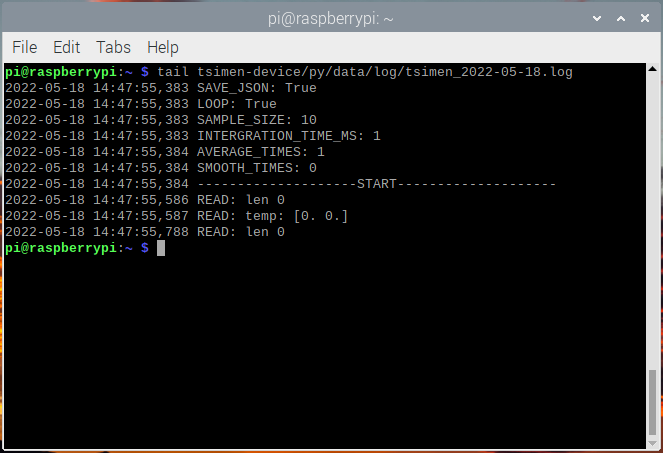 pi@raspberrypi: ~
File Edit Tabs Help
pi@raspberrypi:~ $ tail tsimen-device/py/data/log/tsimen_2022-05-18.log
2022-05-18 14:47:55,383 SAVE_JSON: True
2022-05-18 14:47:55,383 LOOP: True
2022-05-18 14:47:55,383 SAMPLE_SIZE: 10
2022-05-18 14:47:55,383 INTERGRATION_TIME_MS: 1
2022-05-18 14:47:55,384 AVERAGE_TIMES: 1
2022-05-18 14:47:55,384 SMOOTH_TIMES: 0
2022-05-18 14:47:55,384 --------------------START--------------------
2022-05-18 14:47:55,586 READ: len 0
2022-05-18 14:47:55,587 READ: temp: [0. 0.]
2022-05-18 14:47:55,788 READ: len 0
pi@raspberrypi:~ $